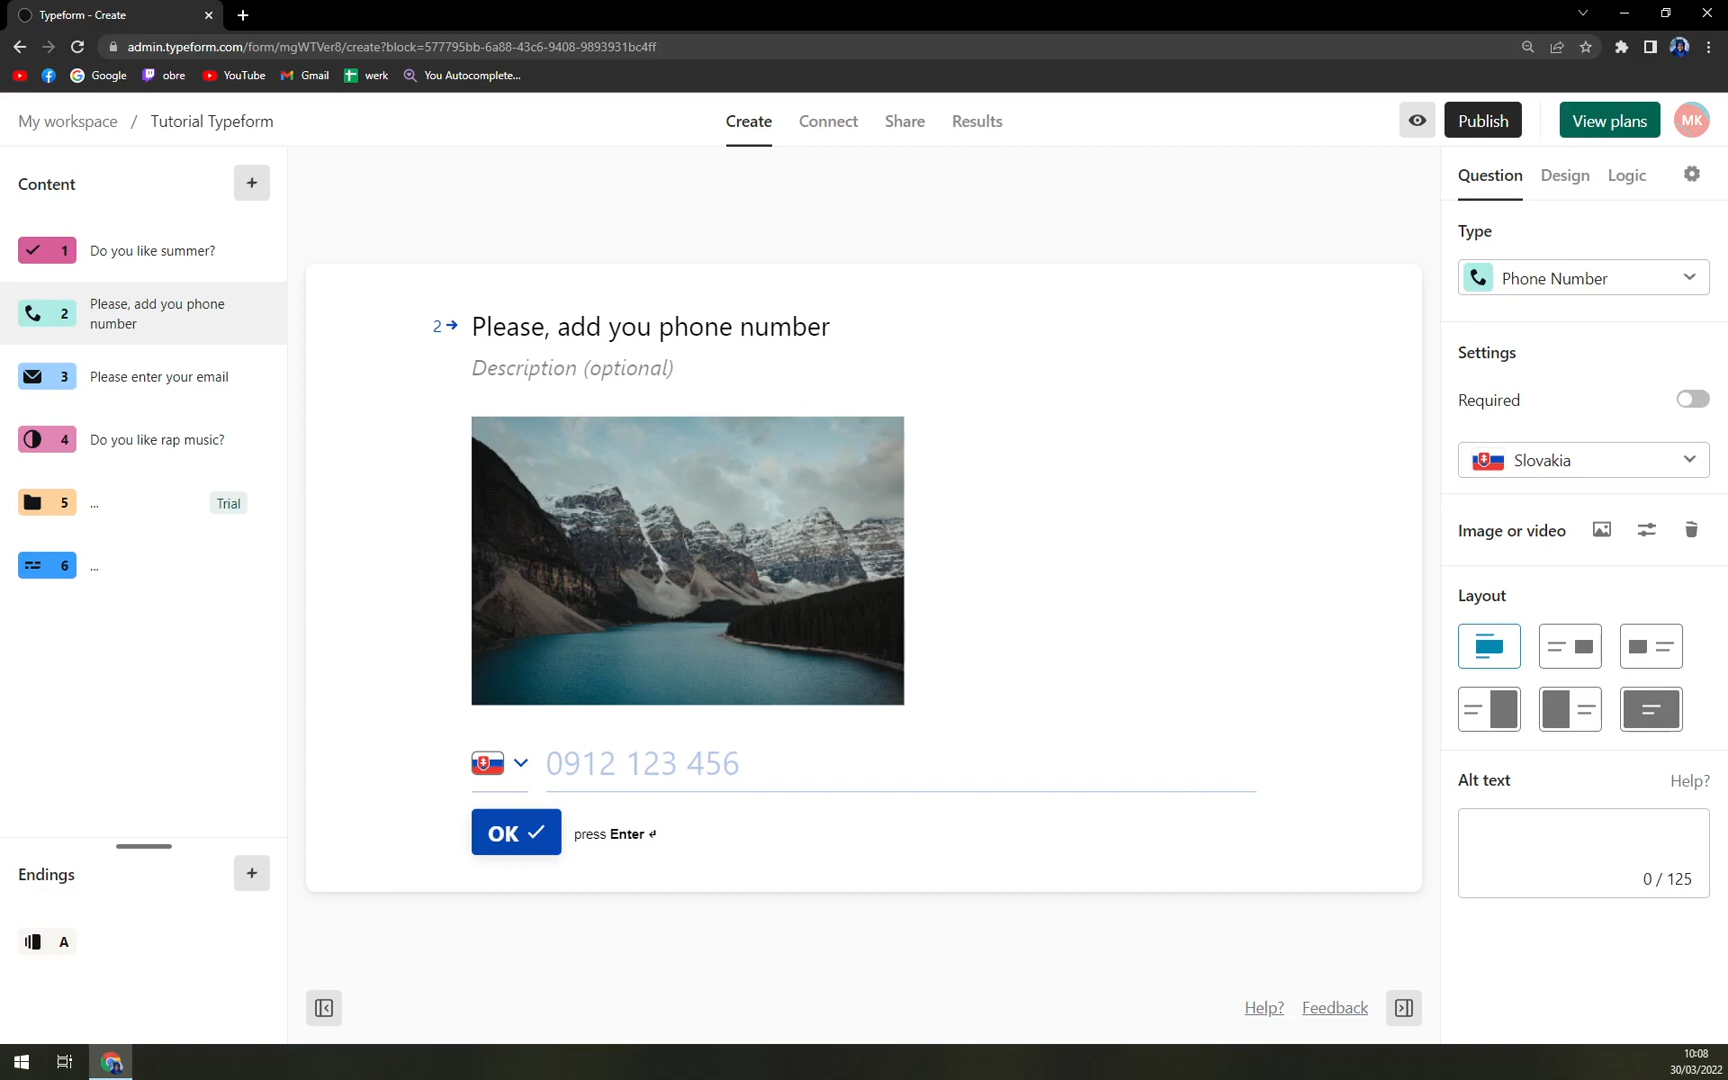 Typeform - Create
admin.typeform.com/form/mgWTVer8/create?block=577795bb-6a88-43c6-9408-9893931bc4ff
Google obre YouTube Gmail werk You Autocomplete...
My workspace / Tutorial Typeform
Create Connect Share Results
Publish View plans MK
Content
Question Design Logic
1 Do you like summer?
Type
Phone Number
2 Please, add you phone
number
2 Please, add you phone number
Description (optional)
Settings
3 Please enter your email
Required
4 Do you like rap music?
Slovakia
5 ... Trial
Image or video
6 ...
Layout
0912 123 456
OK press Enter ↵
Alt text Help?
0 / 125
Endings
A
Help? Feedback
10:08
30/03/2022